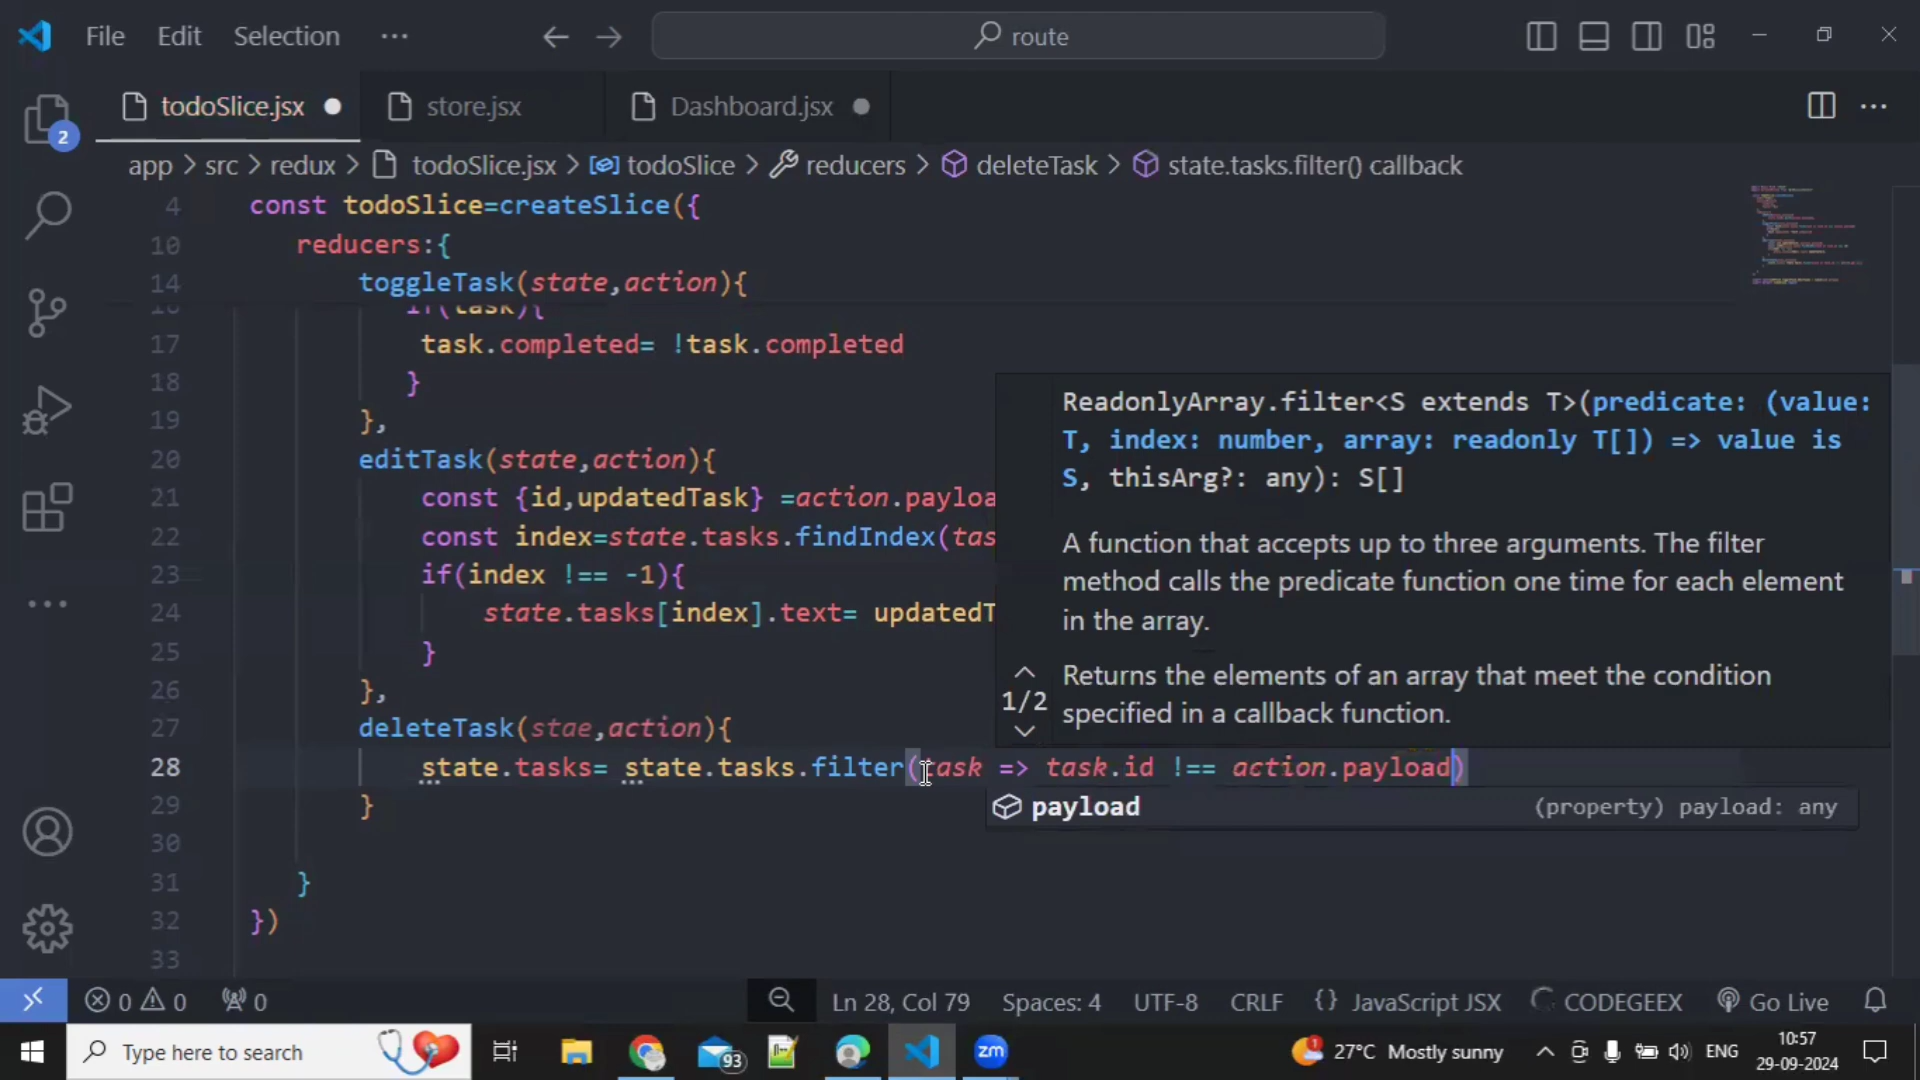 File Edit Selection ... route
todoSlice.jsx store.jsx Dashboard.jsx
2
app > src > redux > todoSlice.jsx > todoSlice > reducers > deleteTask > state.tasks.filter() callback
4 const todoSlice=createSlice({
10 reducers:{
14 toggleTask(state,action){
16 if(task){
17 task.completed= !task.completed
18 }
19 },
20 editTask(state,action){
21 const {id,updatedTask} =action.payloa
22 const index=state.tasks.findIndex(tas
23 if(index !== -1){
24 state.tasks[index].text= updatedT
25 }
26 },
27 deleteTask(stae,action){
28 state.tasks= state.tasks.filter(task => task.id !== action.payload)
29 }
30
31 }
32 })
33
ReadonlyArray.filter<S extends T>(predicate: (value:
T, index: number, array: readonly T[]) => value is
S, thisArg?: any): S[]
A function that accepts up to three arguments. The filter
method calls the predicate function one time for each element
in the array.
1/2
Returns the elements of an array that meet the condition
specified in a callback function.
payload (property) payload: any
0 0 0 Ln 28, Col 79 Spaces: 4 UTF-8 CRLF {} JavaScript JSX CODEGEEX Go Live
Type here to search 93 zm 1 27°C Mostly sunny ENG 10:57
29-09-2024